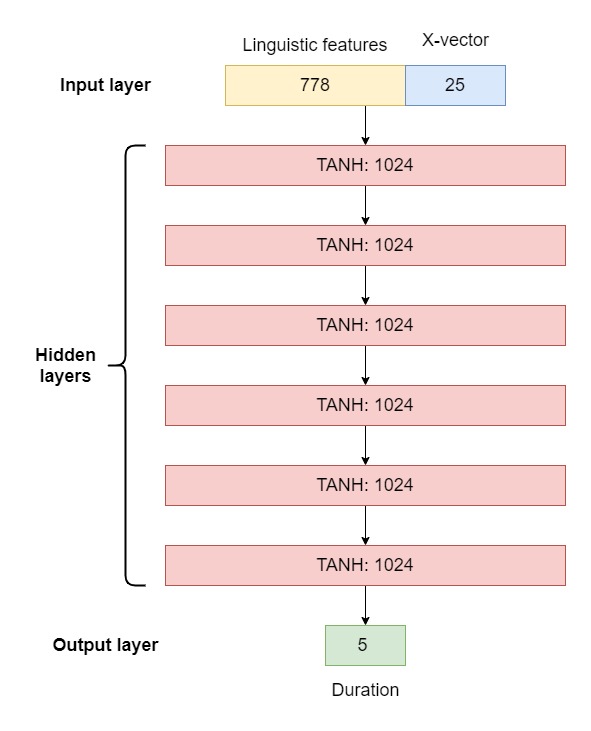 Linguistic features
X-vector
Input layer
778
25
TANH: 1024
TANH: 1024
TANH: 1024
Hidden
layers
TANH: 1024
TANH: 1024
TANH: 1024
Output layer
5
Duration